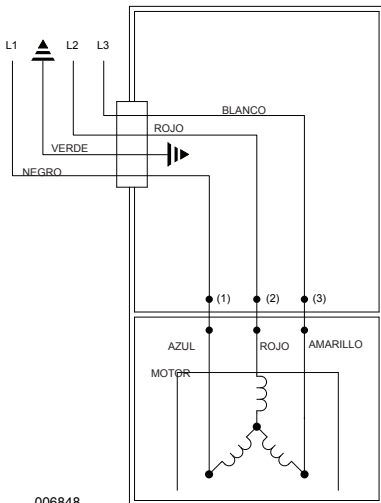 L1 L2 L3
BLANCO
ROJO
VERDE
NEGRO
(1) (2) (3)
AZUL ROJO AMARILLO
MOTOR
006848